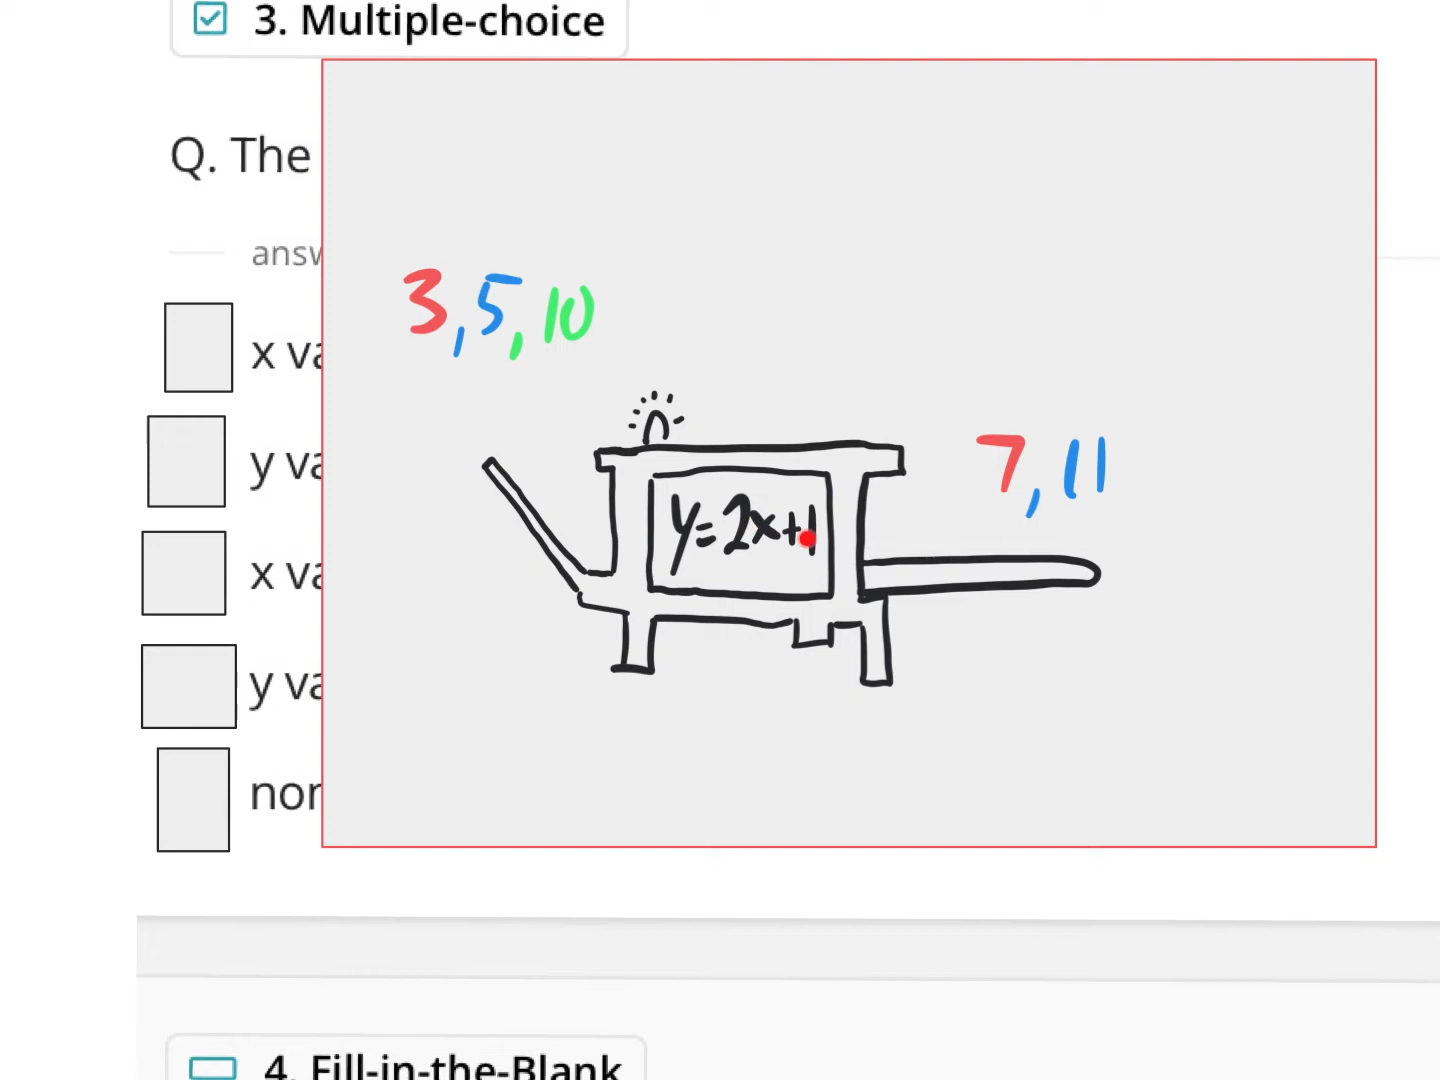 3. Multiple-choice
Q. The
answ
3,5,10
x va
y va
7,11
y=2x+1
x va
y va
nor
4. Fill-in-the-Blank